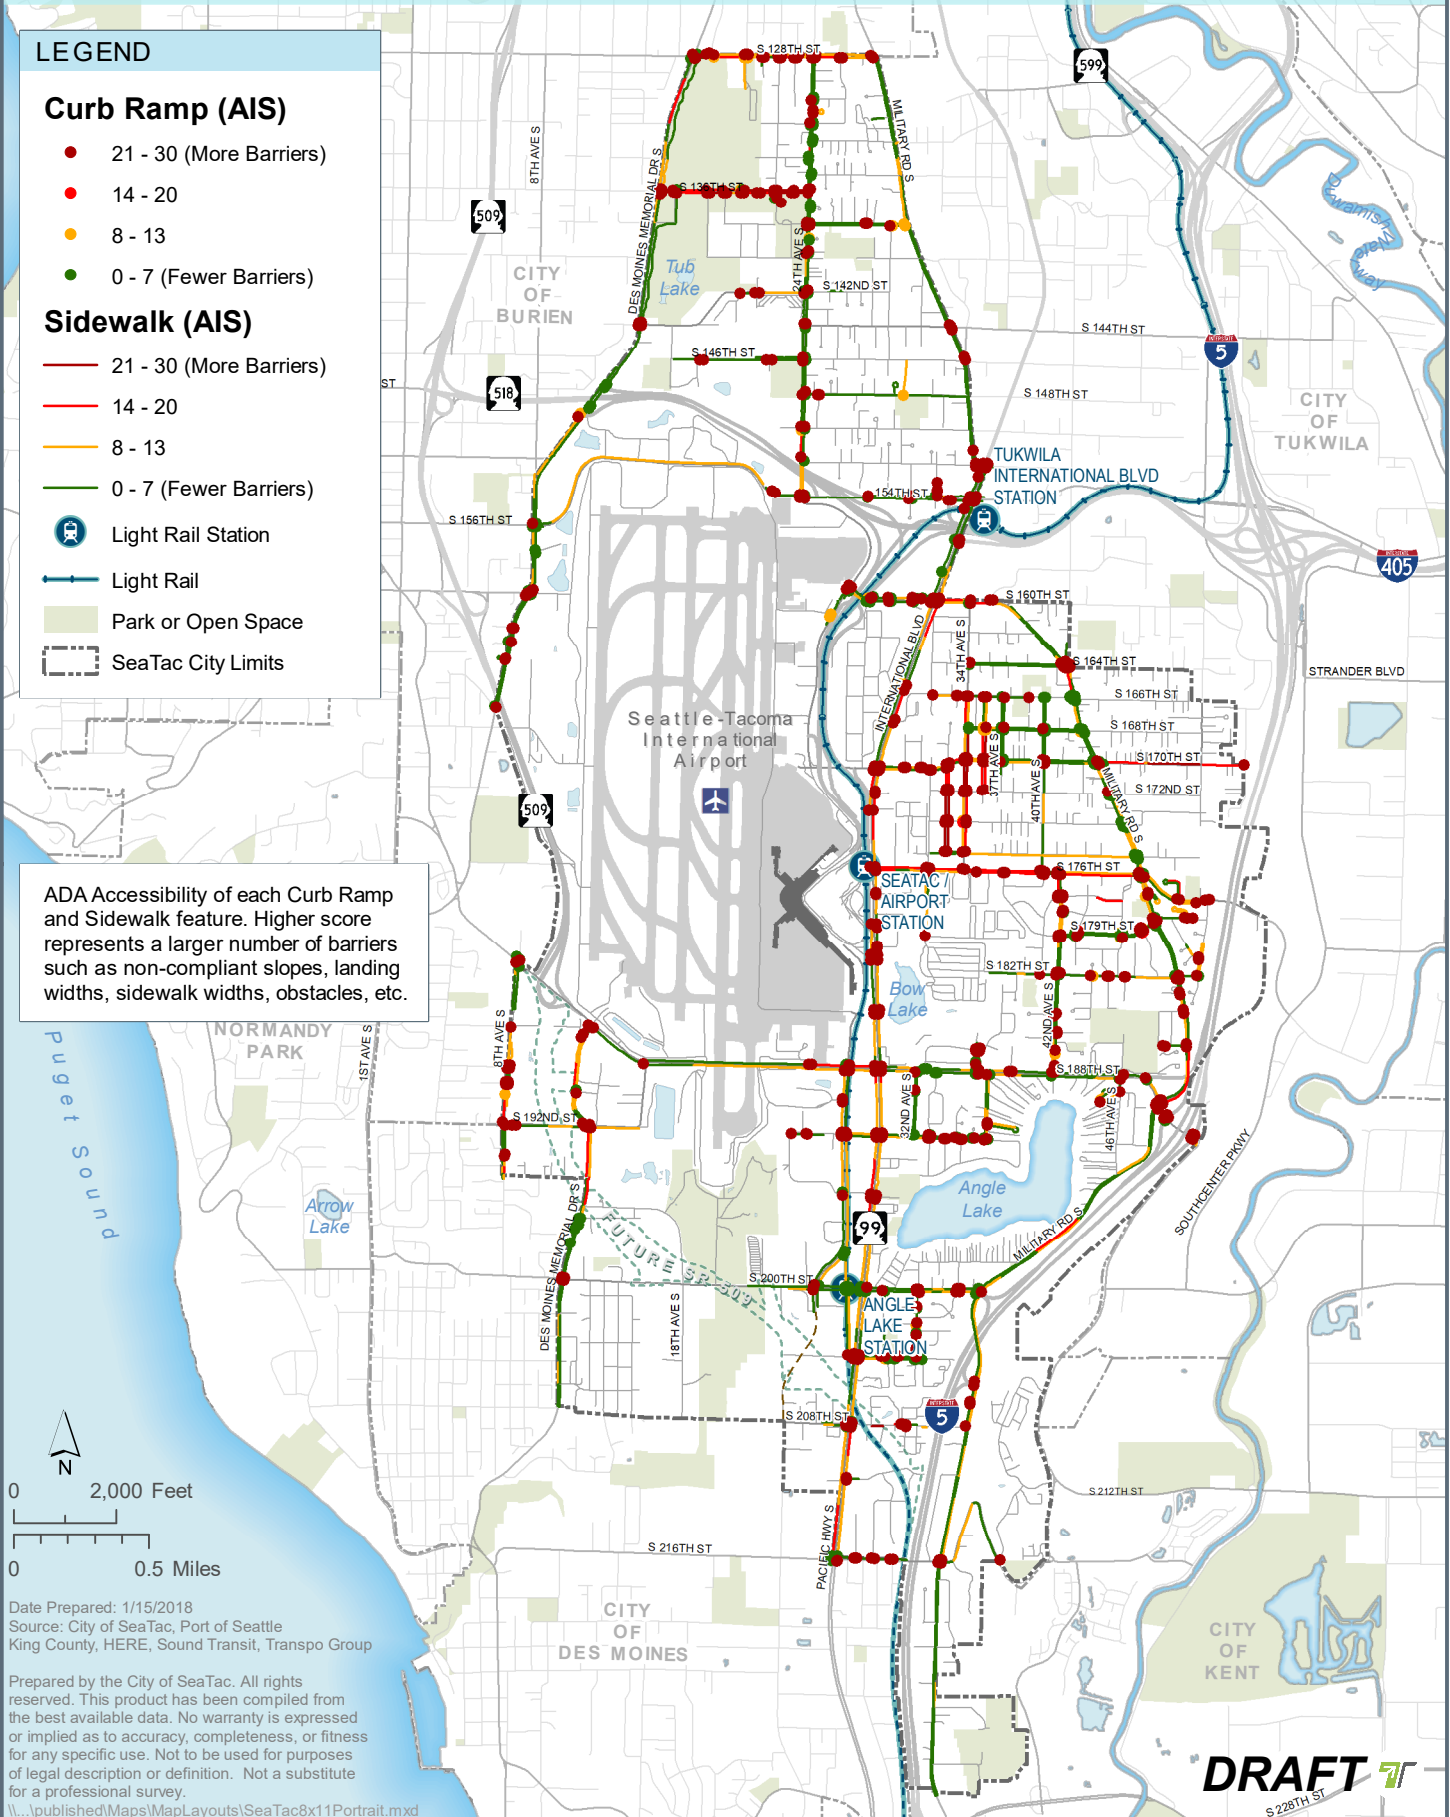 LEGEND
Curb Ramp (AIS)
21 - 30 (More Barriers)
14 - 20
8 - 13
0 - 7 (Fewer Barriers)
Sidewalk (AIS)
21 - 30 (More Barriers)
14 - 20
8 - 13
0 - 7 (Fewer Barriers)
Light Rail Station
Light Rail
Park or Open Space
SeaTac City Limits
ADA Accessibility of each Curb Ramp
and Sidewalk feature. Higher score
represents a larger number of barriers
such as non-compliant slopes, landing
widths, sidewalk widths, obstacles, etc.
S 128TH ST
599
MILITARY RD S
8TH AVE S
DES MOINES MEMORIAL DR S
S 136TH ST
509
Duwamish
Waterway
24TH AVE S
CITY
OF
BURIEN
Tub
Lake
S 142ND ST
S 144TH ST
INTERSTATE
5
S 146TH ST
ST
518
S 148TH ST
CITY
OF
TUKWILA
TUKWILA
INTERNATIONAL BLVD
STATION
154TH ST
S 156TH ST
405
S 160TH ST
INTERNATIONAL BLVD
34TH AVE S
S 164TH ST
STRANDER BLVD
S 166TH ST
Seattle-Tacoma
International
Airport
S 168TH ST
37TH AVE S
S 170TH ST
40TH AVE S
MILITARY RD S
S 172ND ST
509
S 176TH ST
SEATAC /
AIRPORT
STATION
S 179TH ST
S 182TH ST
Bow
Lake
42ND AVE S
NORMANDY
PARK
1ST AVE S
8TH AVE S
Puget Sound
S 188TH ST
32ND AVE S
46TH AVE S
S 192ND ST
SOUTHCENTER PKWY
Arrow
Lake
Angle
Lake
DES MOINES MEMORIAL DR S
FUTURE SR 509
99
MILITARY RD S
S 200TH ST
18TH AVE S
ANGLE
LAKE
STATION
INTERSTATE
5
S 208TH ST
N
0 2,000 Feet
0 0.5 Miles
S 212TH ST
PACIFIC HWY S
S 216TH ST
CITY
OF
DES MOINES
CITY
OF
KENT
Date Prepared: 1/15/2018
Source: City of SeaTac, Port of Seattle
King County, HERE, Sound Transit, Transpo Group
Prepared by the City of SeaTac. All rights
reserved. This product has been compiled from
the best available data. No warranty is expressed
or implied as to accuracy, completeness, or fitness
for any specific use. Not to be used for purposes
of legal description or definition. Not a substitute
for a professional survey.
\\...\published\Maps\MapLayouts\SeaTac8x11Portrait.mxd
DRAFT
S 228TH ST